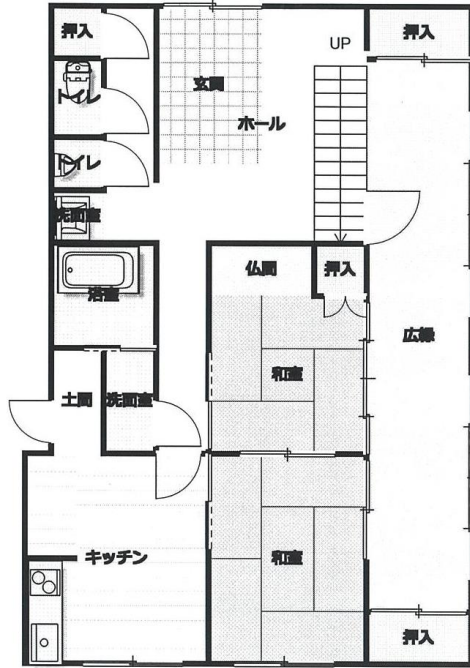 押入
UP
押入
玄関
トイレ
ホール
トイレ
洗面室
仏間
押入
浴室
広縁
和室
土間
洗面室
キッチン
和室
押入